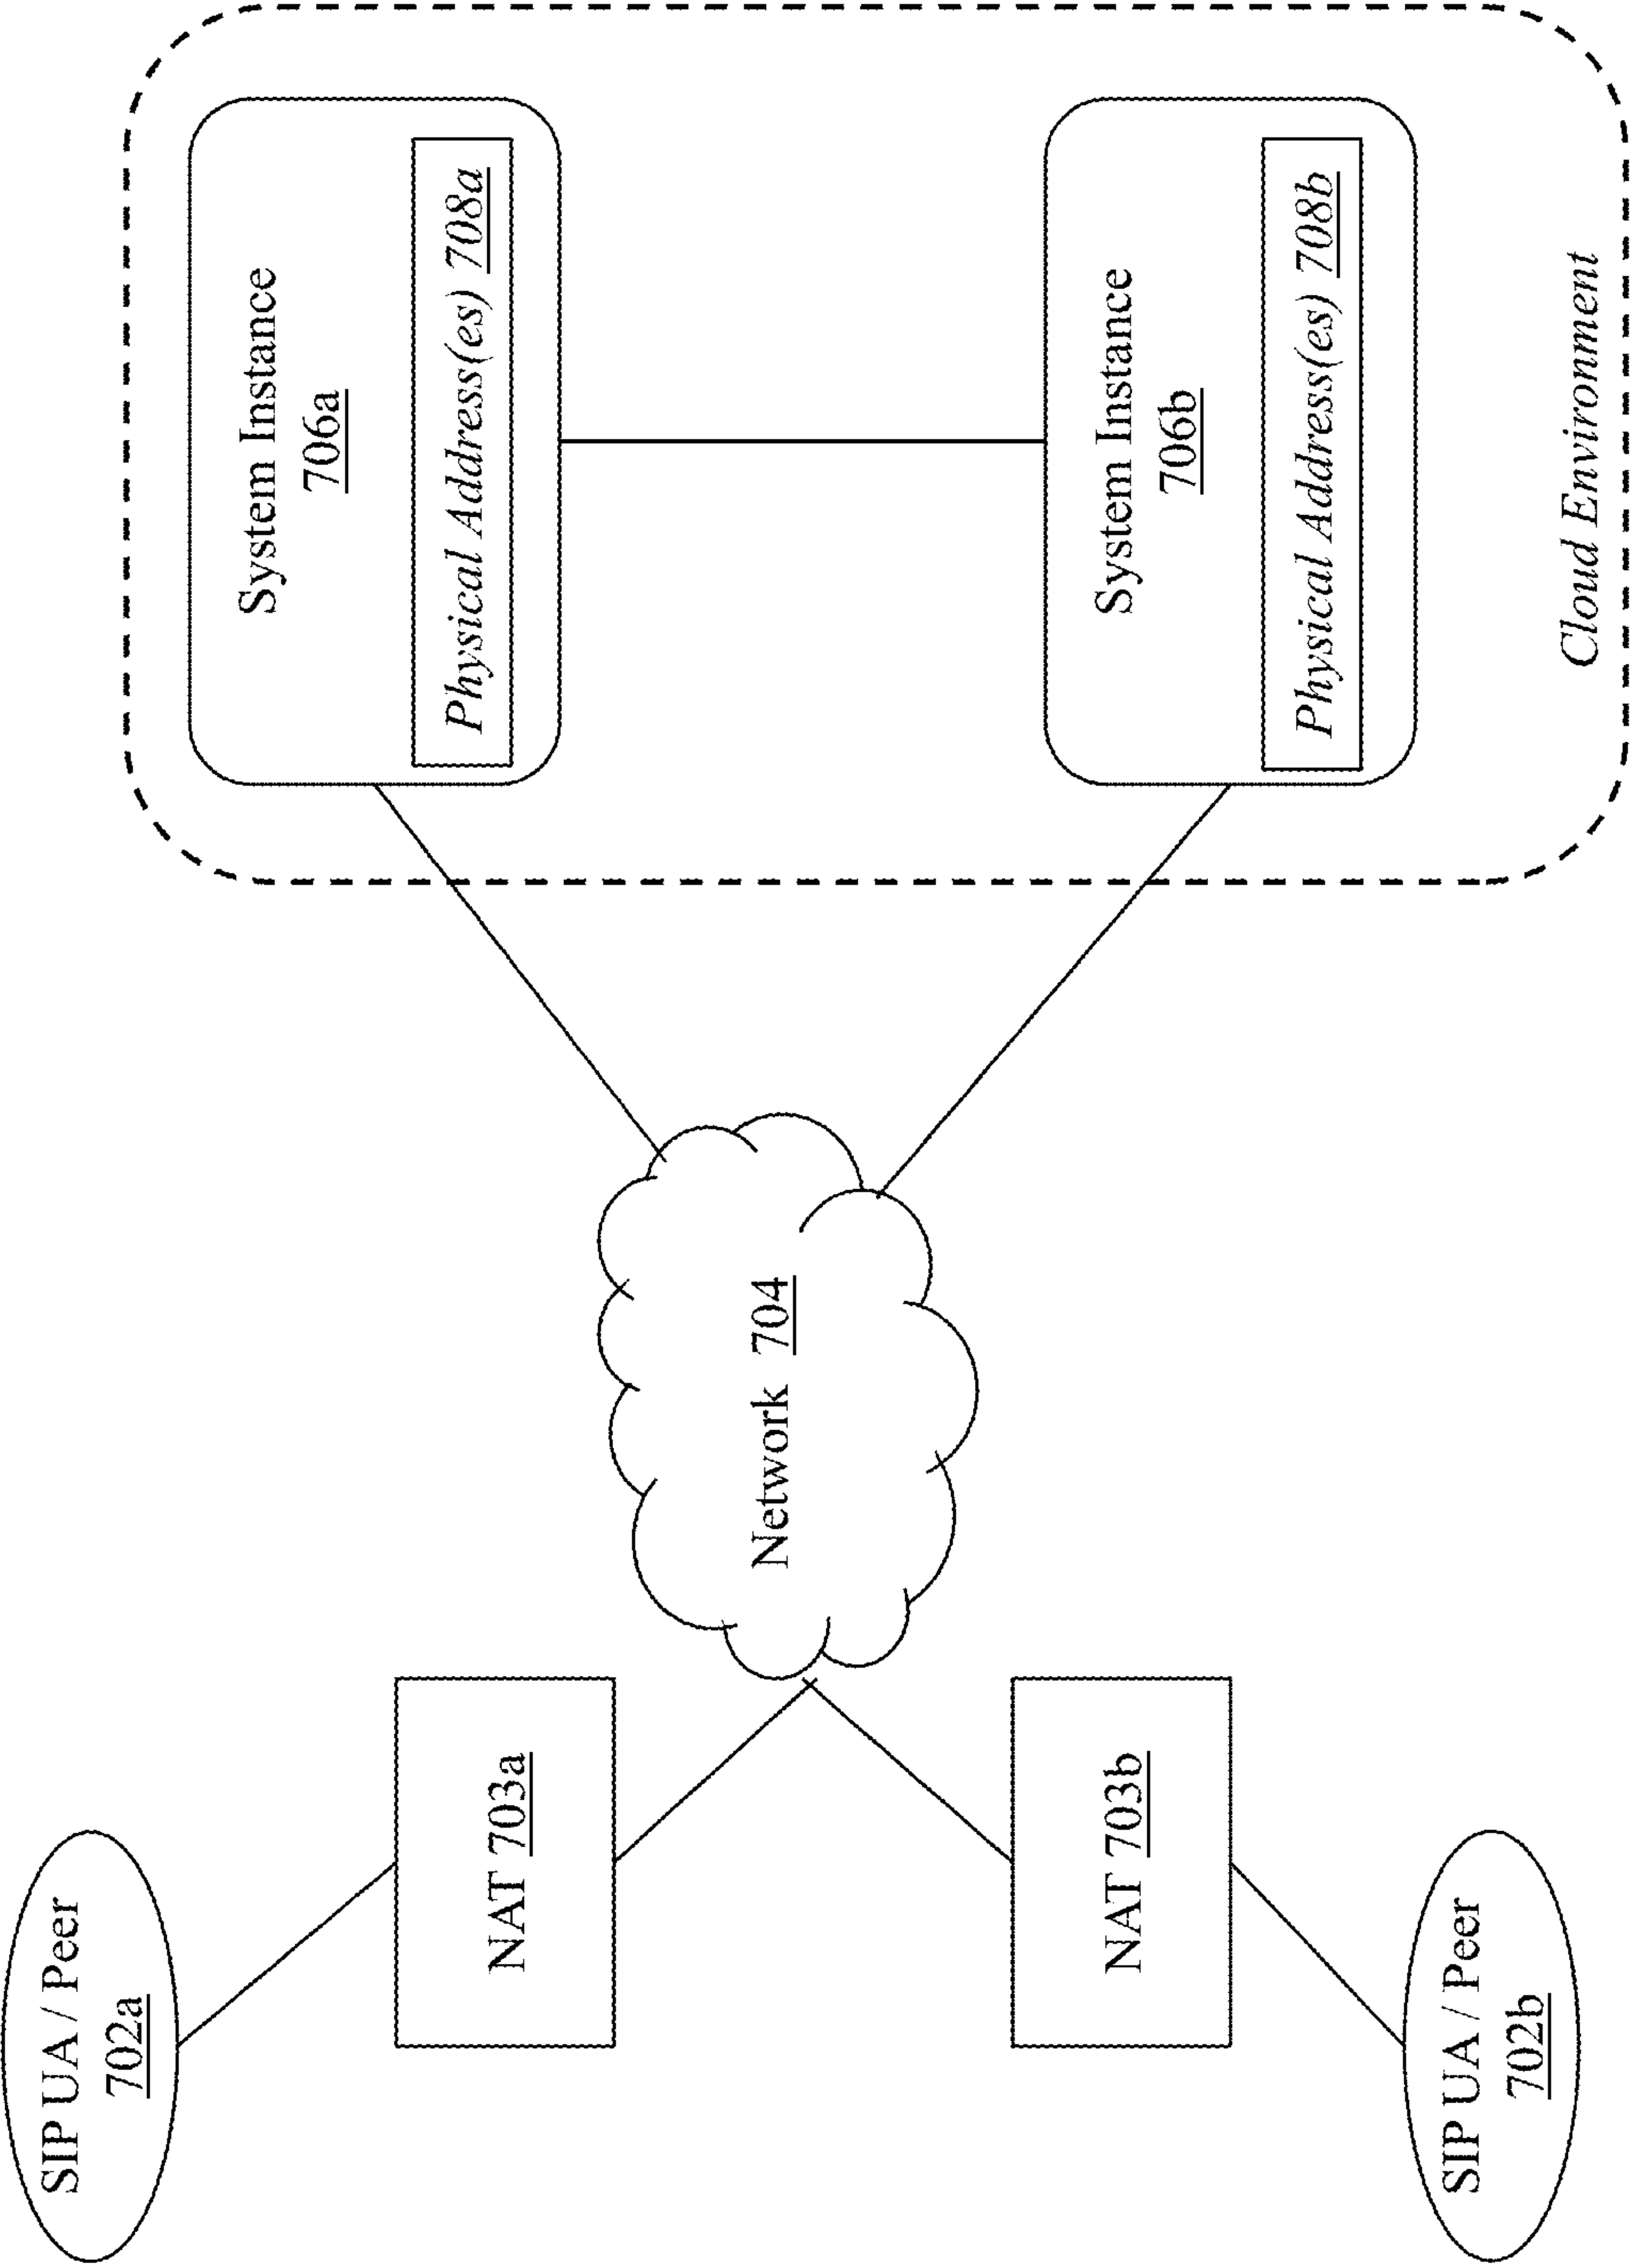 SIP UA / Peer
702a
NAT 703a
SIP UA / Peer
702b
NAT 703b
Network 704
System Instance
706a
Physical Address(es) 708a
System Instance
706b
Physical Address(es) 708b
Cloud Environment